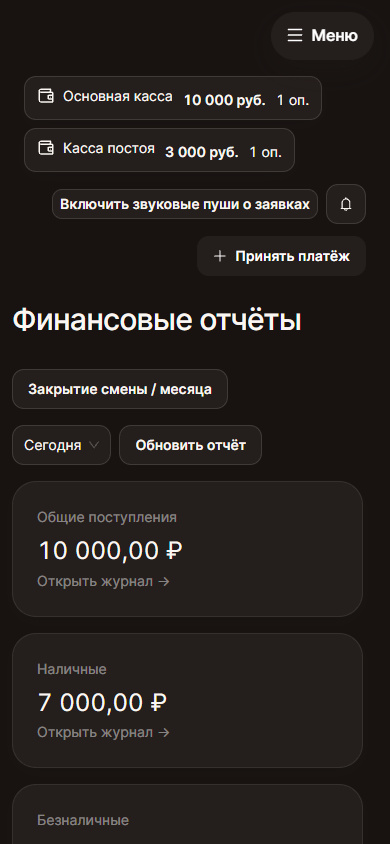 Меню
Основная касса 10 000 руб. 1 оп.
Касса постоя 3 000 руб. 1 оп.
Включить звуковые пуши о заявках
+ Принять платёж
Финансовые отчёты
Закрытие смены / месяца
Сегодня Обновить отчёт
Общие поступления
10 000,00 ₽
Открыть журнал →
Наличные
7 000,00 ₽
Открыть журнал →
Безналичные